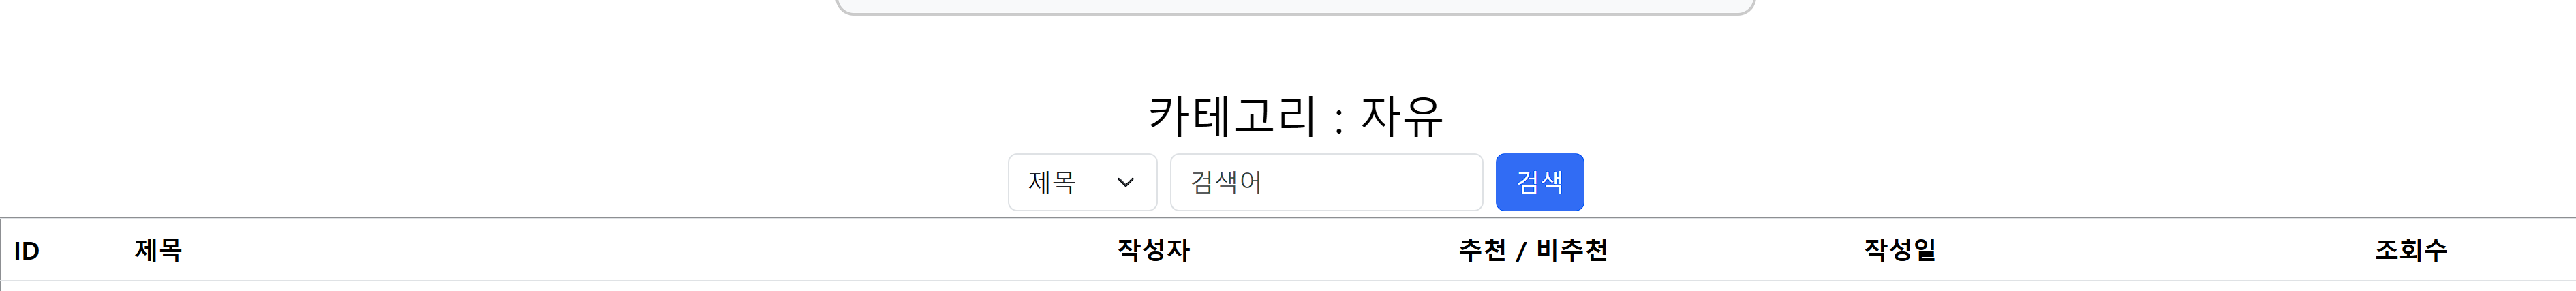 카테고리 : 자유
제목 검색어 검색
ID 제목 작성자 추천 / 비추천 작성일 조회수